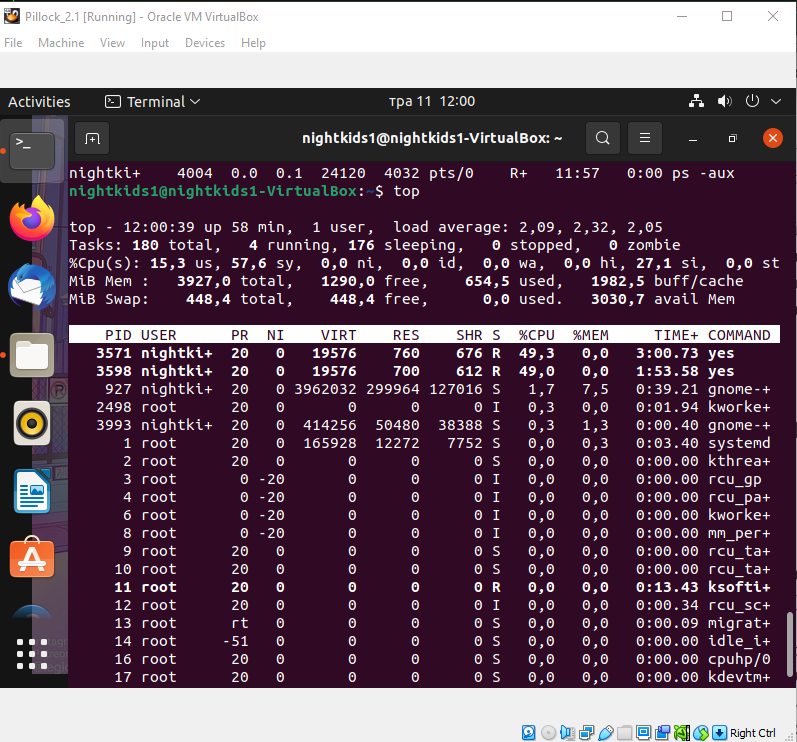 Pillock_2.1 [Running] - Oracle VM VirtualBox
File Machine View Input Devices Help
Activities Terminal тра 11 12:00
nightkids1@nightkids1-VirtualBox: ~
nightki+ 4004 0.0 0.1 24120 4032 pts/0 R+ 11:57 0:00 ps -aux
nightkids1@nightkids1-VirtualBox:~$ top
top - 12:00:39 up 58 min, 1 user, load average: 2,09, 2,32, 2,05
Tasks: 180 total, 4 running, 176 sleeping, 0 stopped, 0 zombie
%Cpu(s): 15,3 us, 57,6 sy, 0,0 ni, 0,0 id, 0,0 wa, 0,0 hi, 27,1 si, 0,0 st
MiB Mem : 3927,0 total, 1290,0 free, 654,5 used, 1982,5 buff/cache
MiB Swap: 448,4 total, 448,4 free, 0,0 used. 3030,7 avail Mem
PID USER PR NI VIRT RES SHR S %CPU %MEM TIME+ COMMAND
3571 nightki+ 20 0 19576 760 676 R 49,3 0,0 3:00.73 yes
3598 nightki+ 20 0 19576 700 612 R 49,0 0,0 1:53.58 yes
927 nightki+ 20 0 3962032 299964 127016 S 1,7 7,5 0:39.21 gnome-+
2498 root 20 0 0 0 0 I 0,3 0,0 0:01.94 kworke+
3993 nightki+ 20 0 414256 50480 38388 S 0,3 1,3 0:00.40 gnome-+
1 root 20 0 165928 12272 7752 S 0,0 0,3 0:03.40 systemd
2 root 20 0 0 0 0 S 0,0 0,0 0:00.00 kthrea+
3 root 0 -20 0 0 0 I 0,0 0,0 0:00.00 rcu_gp
4 root 0 -20 0 0 0 I 0,0 0,0 0:00.00 rcu_pa+
6 root 0 -20 0 0 0 I 0,0 0,0 0:00.00 kworke+
8 root 0 -20 0 0 0 I 0,0 0,0 0:00.00 mm_per+
9 root 20 0 0 0 0 S 0,0 0,0 0:00.00 rcu_ta+
10 root 20 0 0 0 0 S 0,0 0,0 0:00.00 rcu_ta+
11 root 20 0 0 0 0 R 0,0 0,0 0:13.43 ksofti+
12 root 20 0 0 0 0 I 0,0 0,0 0:00.34 rcu_sc+
13 root rt 0 0 0 0 S 0,0 0,0 0:00.09 migrat+
14 root -51 0 0 0 0 S 0,0 0,0 0:00.00 idle_i+
16 root 20 0 0 0 0 S 0,0 0,0 0:00.00 cpuhp/0
17 root 20 0 0 0 0 S 0,0 0,0 0:00.00 kdevtm+
Right Ctrl